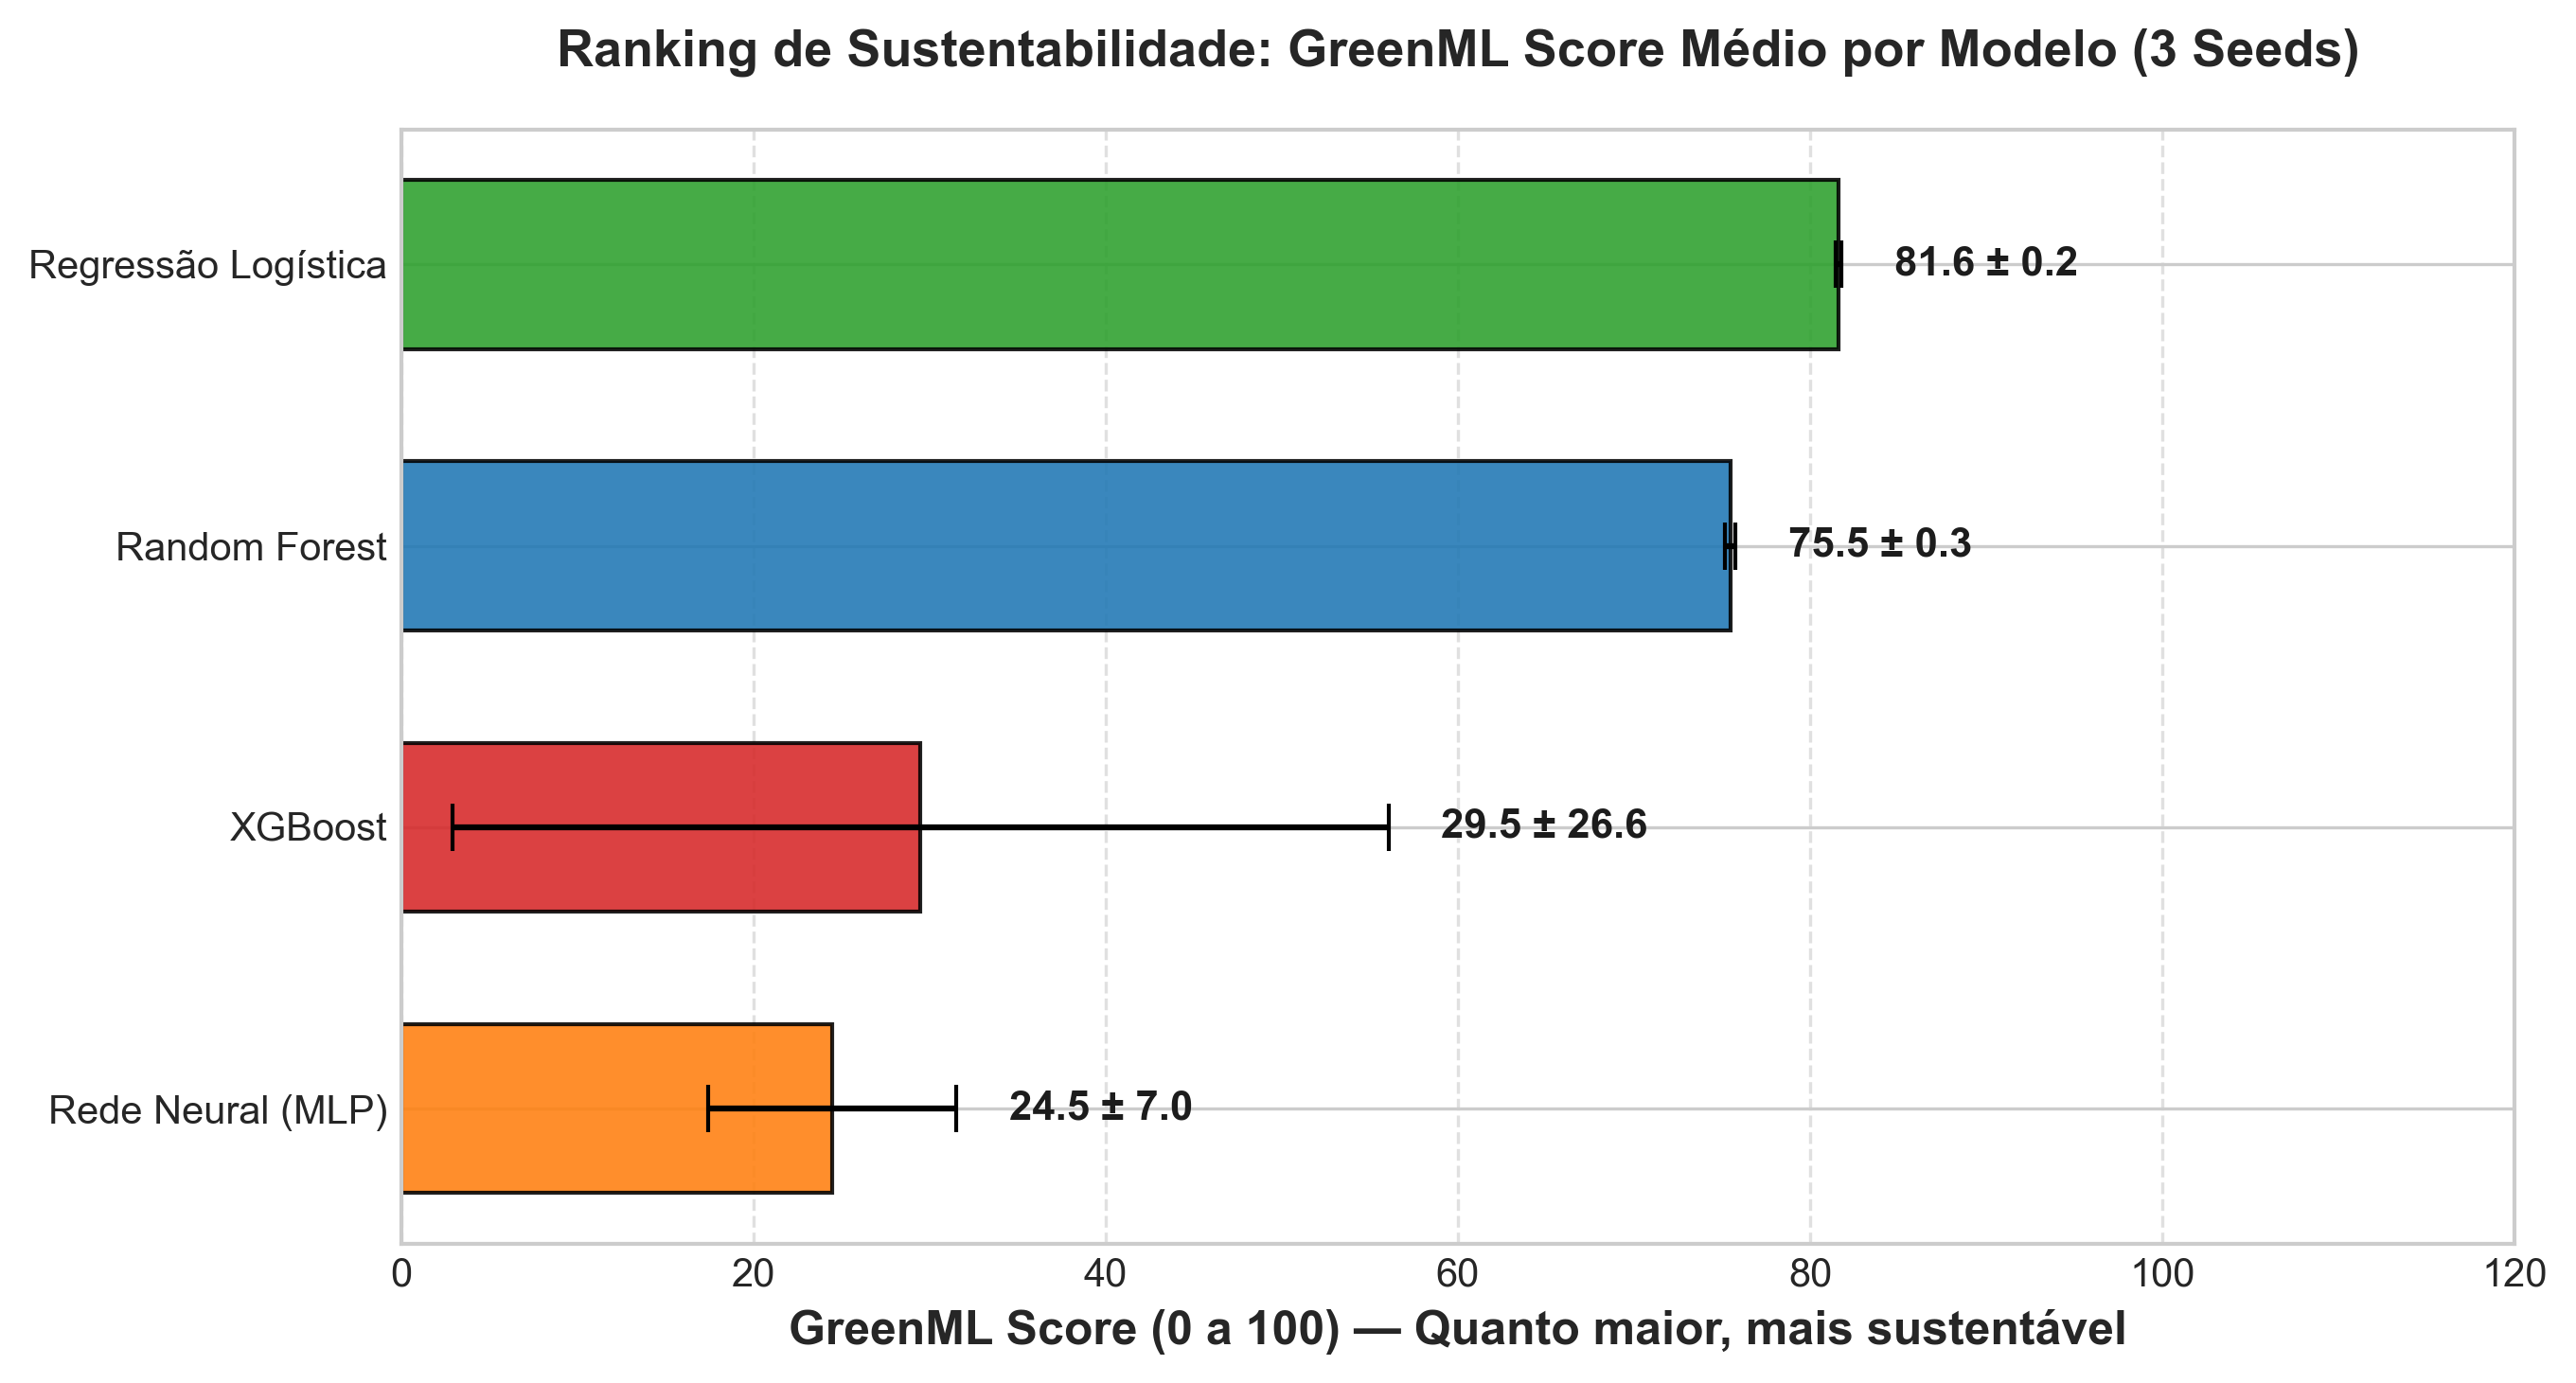 Ranking de Sustentabilidade: GreenML Score Médio por Modelo (3 Seeds)
Regressão Logística
81.6 ± 0.2
Random Forest
75.5 ± 0.3
XGBoost
29.5 ± 26.6
Rede Neural (MLP)
24.5 ± 7.0
0 20 40 60 80 100 120
GreenML Score (0 a 100) — Quanto maior, mais sustentável